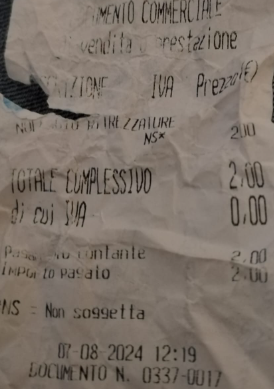 COMMERCIALE
vendita o prestazione
IVA Prezzo(€)
ATTREZZATURE
NS* 2,00
TOTALE COMPLESSIVO 2,00
di cui IVA 0,00
contante 2,00
Importo Pagato 2,00
NS = Non soggetta
07-08-2024 12:19
DOCUMENTO N. 0337-0017